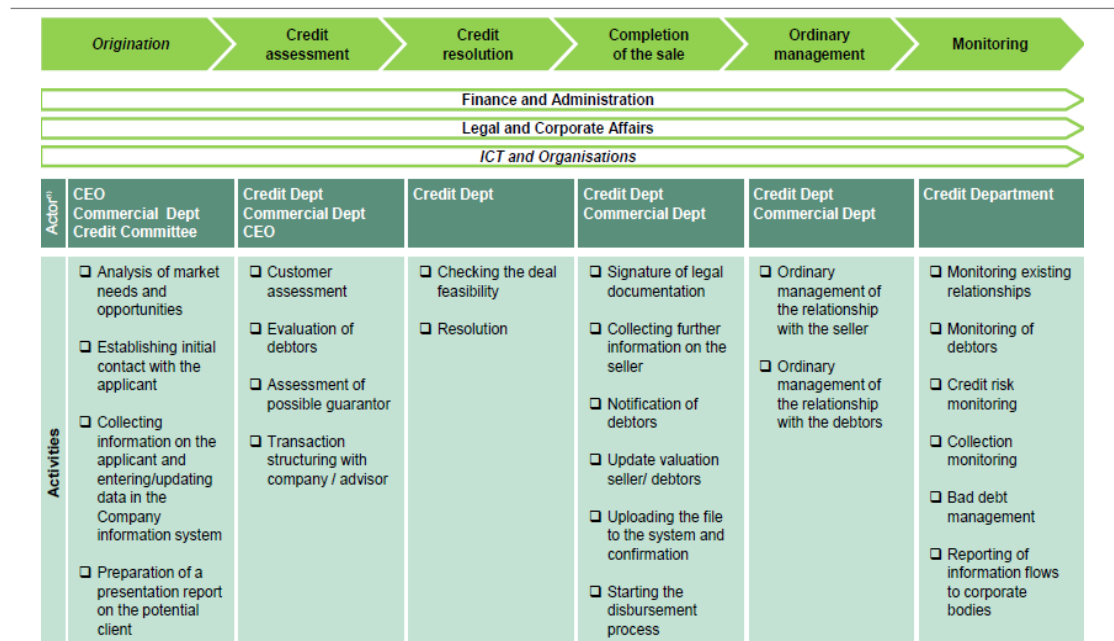 Origination
Credit
assessment
Credit
resolution
Completion
of the sale
Ordinary
management
Monitoring
Finance and Administration
Legal and Corporate Affairs
ICT and Organisations
Actor(*)
CEO
Commercial Dept
Credit Committee
Credit Dept
Commercial Dept
CEO
Credit Dept
Credit Dept
Commercial Dept
Credit Dept
Commercial Dept
Credit Department
Activities
❑ Analysis of market
needs and
opportunities
❑ Establishing initial
contact with the
applicant
❑ Collecting
information on the
applicant and
entering/updating
data in the
Company
information system
❑ Preparation of a
presentation report
on the potential
client
❑ Customer
assessment
❑ Evaluation of
debtors
❑ Assessment of
possible guarantor
❑ Transaction
structuring with
company / advisor
❑ Checking the deal
feasibility
❑ Resolution
❑ Signature of legal
documentation
❑ Collecting further
information on the
seller
❑ Notification of
debtors
❑ Update valuation
seller/ debtors
❑ Uploading the file
to the system and
confirmation
❑ Starting the
disbursement
process
❑ Ordinary
management of
the relationship
with the seller
❑ Ordinary
management of
the relationship
with the debtors
❑ Monitoring existing
relationships
❑ Monitoring of
debtors
❑ Credit risk
monitoring
❑ Collection
monitoring
❑ Bad debt
management
❑ Reporting of
information flows
to corporate
bodies